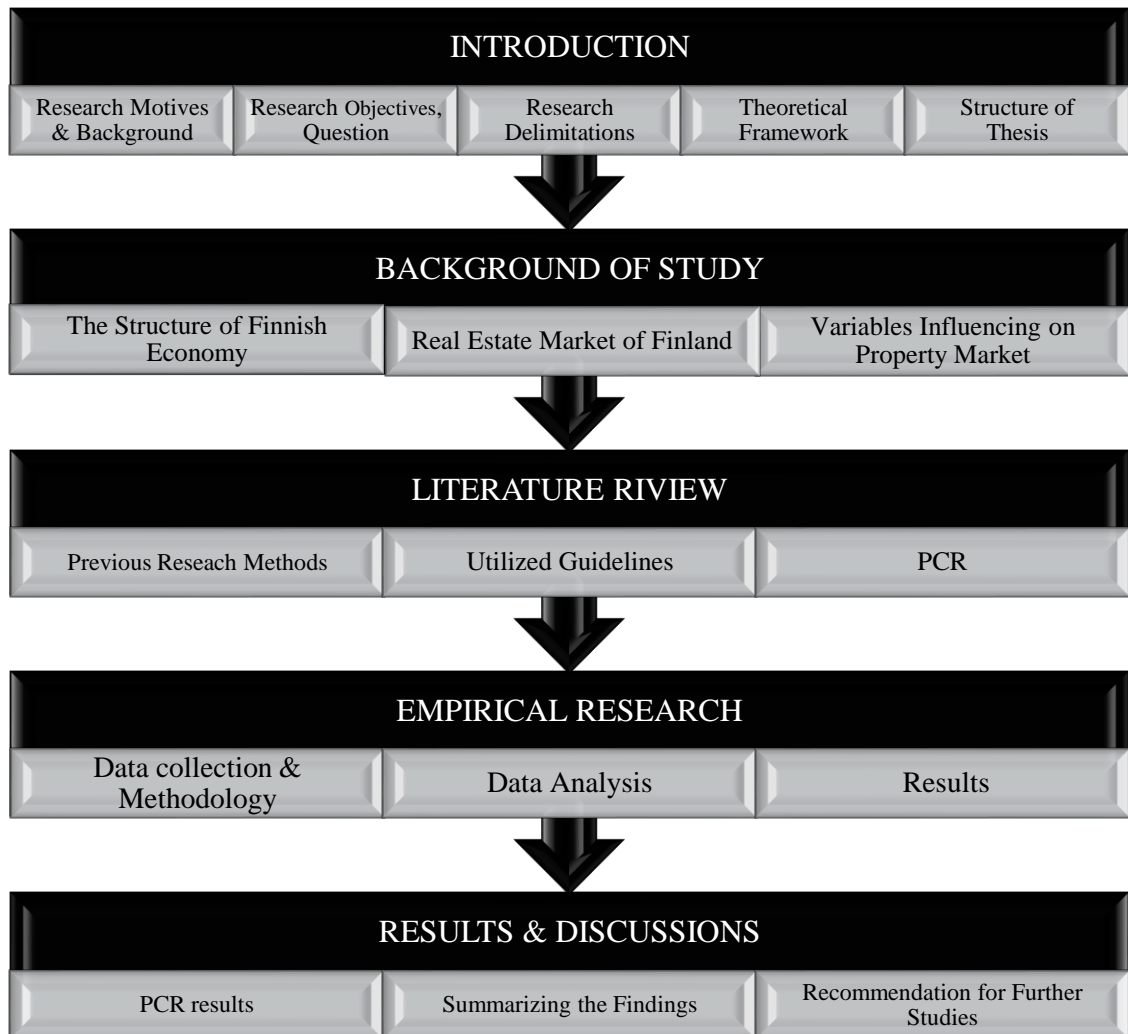 INTRODUCTION
Research Motives
& Background
Research Objectives,
Question
Research
Delimitations
Theoretical
Framework
Structure of
Thesis
BACKGROUND OF STUDY
The Structure of Finnish
Economy
Real Estate Market of Finland
Variables Influencing on
Property Market
LITERATURE RIVIEW
Previous Reseach Methods
Utilized Guidelines
PCR
EMPIRICAL RESEARCH
Data collection &
Methodology
Data Analysis
Results
RESULTS & DISCUSSIONS
PCR results
Summarizing the Findings
Recommendation for Further
Studies